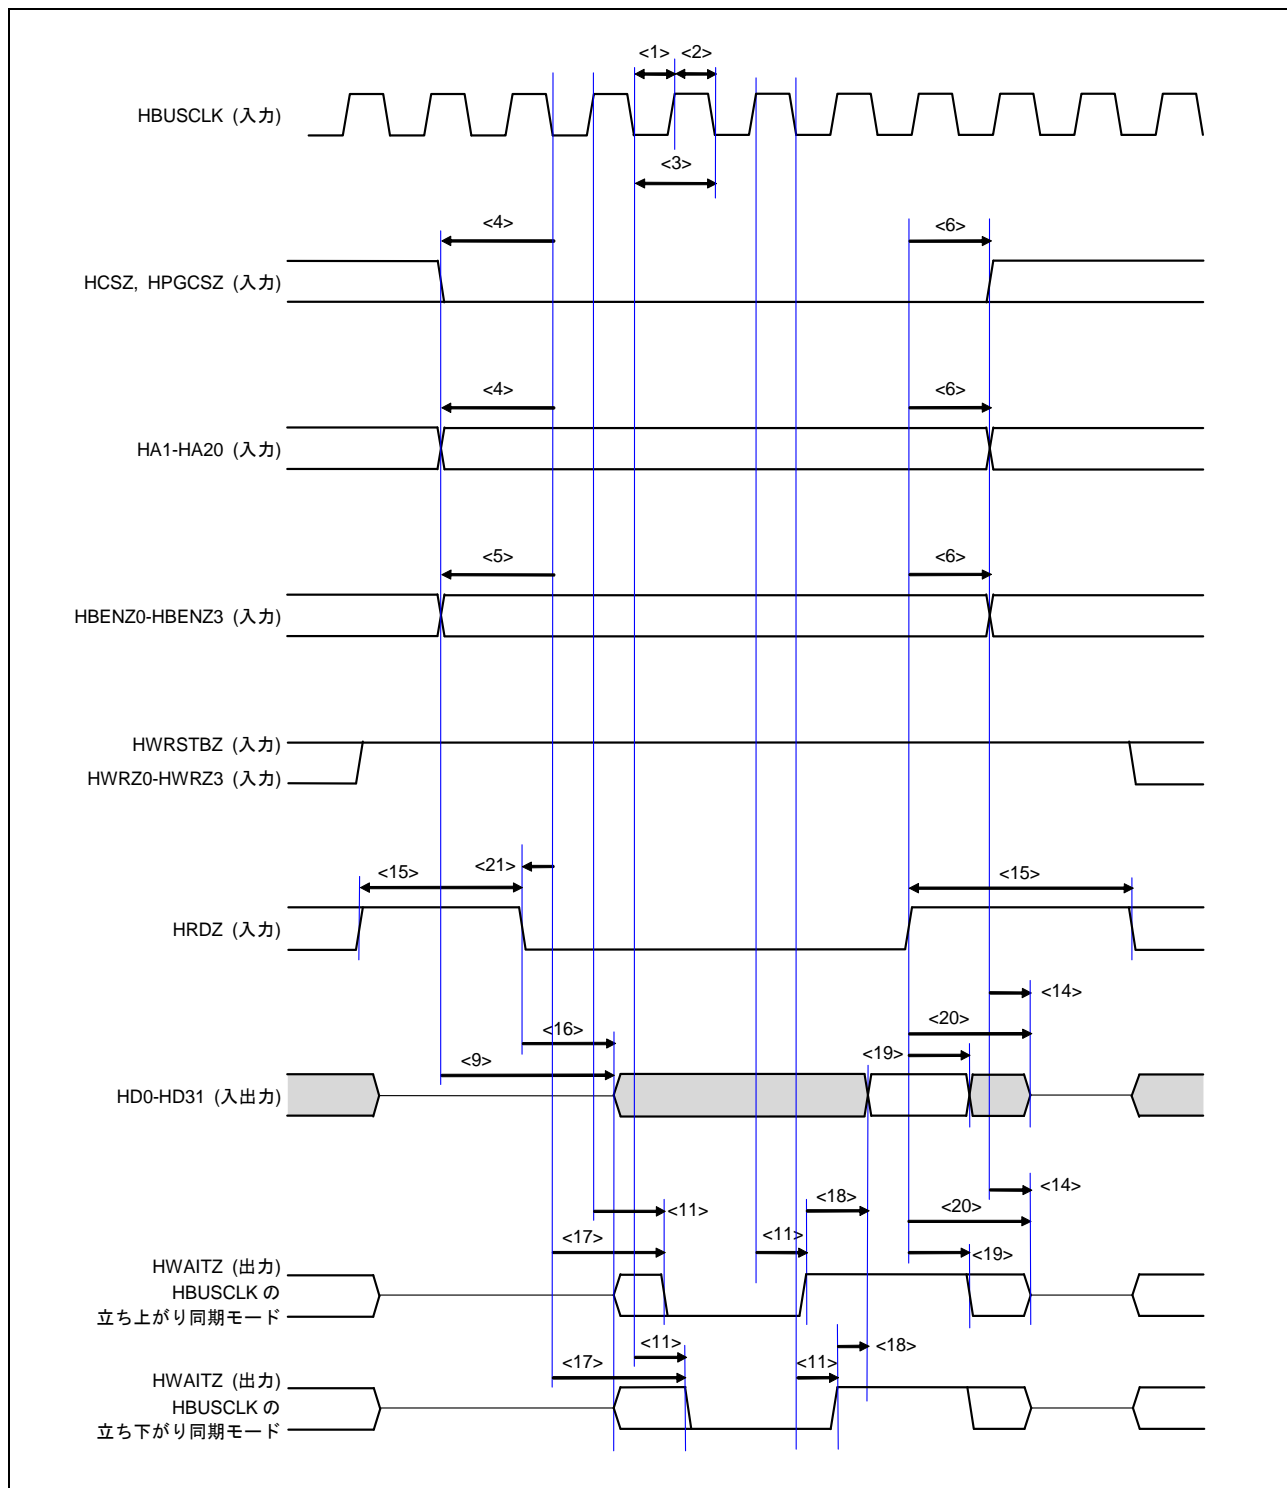 <1> <2>
HBUSCLK (入力)
<3>
<4> <6>
HCSZ, HPGCSZ (入力)
<4> <6>
HA1-HA20 (入力)
<5> <6>
HBENZ0-HBENZ3 (入力)
HWRSTBZ (入力)
HWRZ0-HWRZ3 (入力)
<15> <21> <15>
HRDZ (入力)
<14>
<16> <20>
<9> <19>
HD0-HD31 (入出力)
<14>
<11> <18> <20>
<17> <11> <19>
HWAITZ (出力)
HBUSCLK の
立ち上がり同期モード
<11> <18>
<17> <11>
HWAITZ (出力)
HBUSCLK の
立ち下がり同期モード